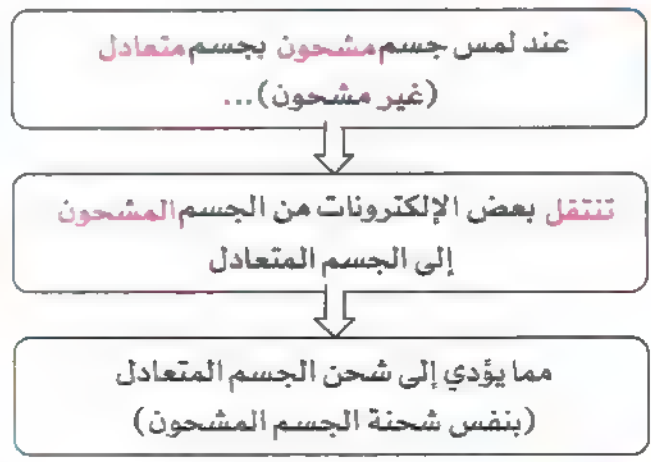 عند لمس جسم مشحون بجسم متعادل
(غير مشحون)...
تنتقل بعض الإلكترونات من الجسم المشحون
إلى الجسم المتعادل
مما يؤدي إلى شحن الجسم المتعادل
(بنفس شحنة الجسم المشحون)